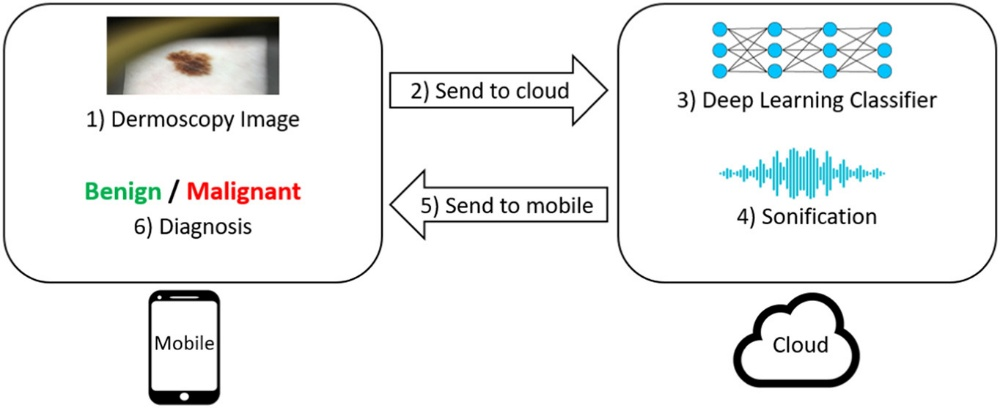 1) Dermoscopy Image
2) Send to cloud
3) Deep Learning Classifier
4) Sonification
5) Send to mobile
Benign / Malignant
6) Diagnosis
Mobile
Cloud